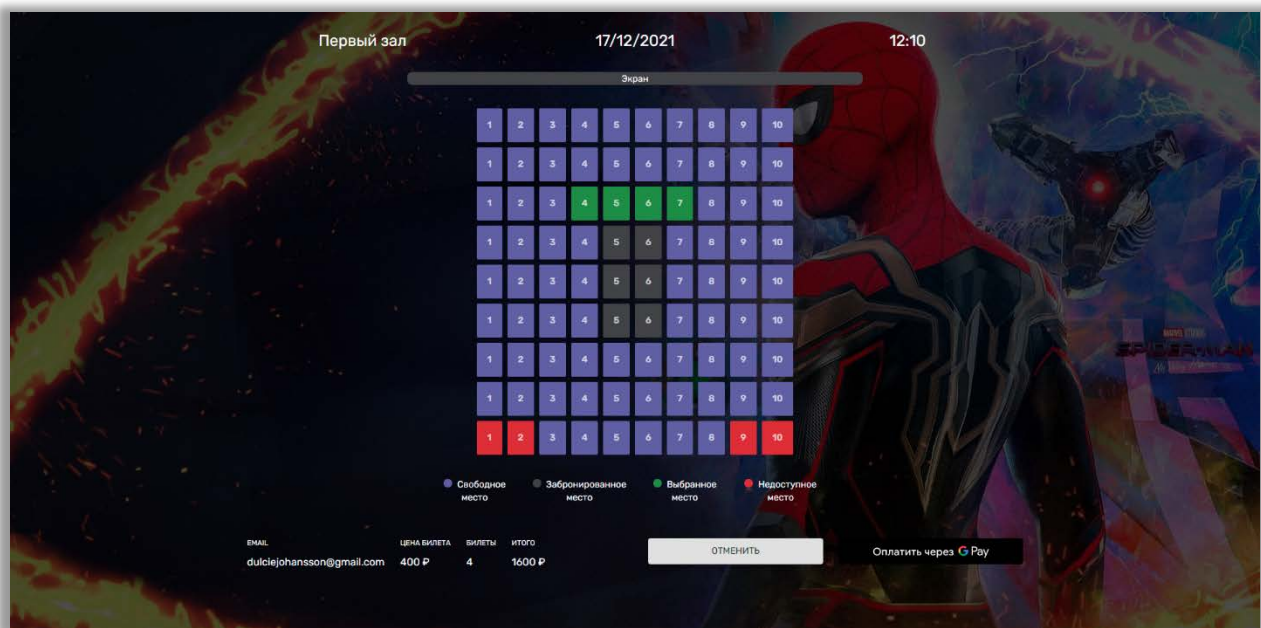 Первый зал 17/12/2021 12:10
Экран
1 2 3 4 5 6 7 8 9 10
1 2 3 4 5 6 7 8 9 10
1 2 3 4 5 6 7 8 9 10
1 2 3 4 5 6 7 8 9 10
1 2 3 4 5 6 7 8 9 10
1 2 3 4 5 6 7 8 9 10
1 2 3 4 5 6 7 8 9 10
1 2 3 4 5 6 7 8 9 10
1 2 3 4 5 6 7 8 9 10
Свободное место
Забронированное место
Выбранное место
Недоступное место
EMAIL ЦЕНА БИЛЕТА БИЛЕТЫ ИТОГО
dulciejohansson@gmail.com 400 ₽ 4 1600 ₽
ОТМЕНИТЬ
Оплатить через G Pay
MARVEL STUDIOS
SPIDER-MAN